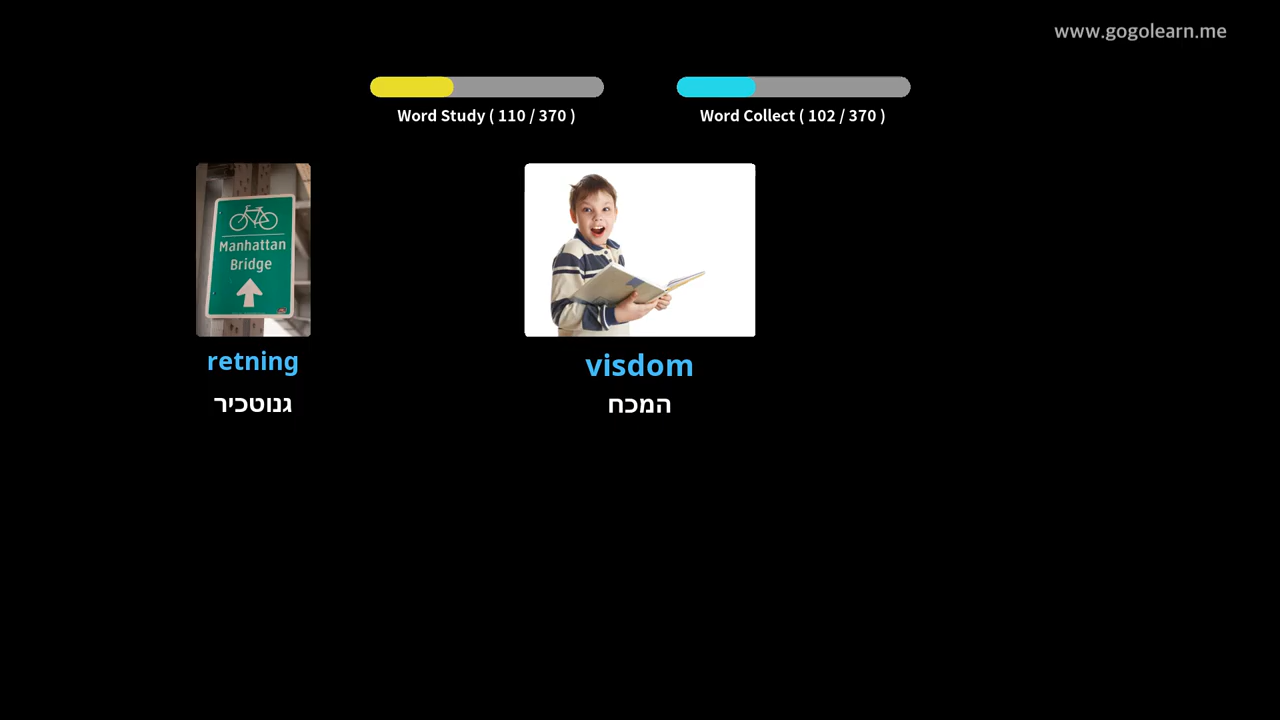 www.gogolearn.me
Word Study ( 110 / 370 )
Word Collect ( 102 / 370 )
Manhattan
Bridge
retning
גנוטכיר
visdom
המכח